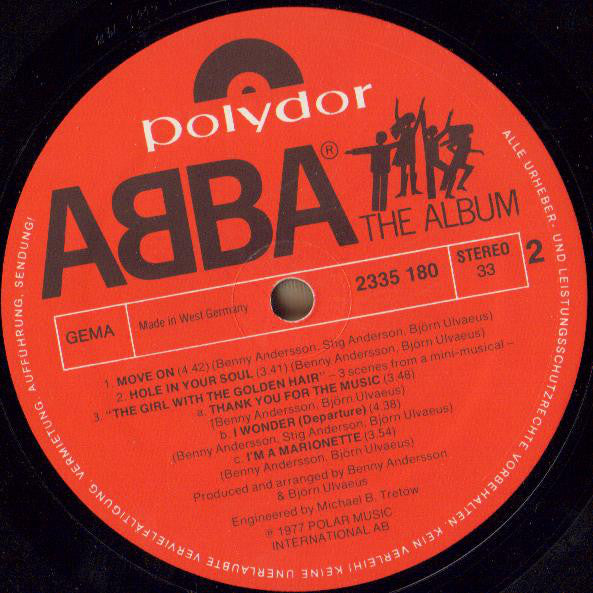 polydor
ABBA®
THE ALBUM
GEMA
Made in West Germany
2335 180
STEREO
33
2
1. MOVE ON (4.42) (Benny Andersson, Stig Anderson, Björn Ulvaeus)
2. HOLE IN YOUR SOUL (3.41) (Benny Andersson, Björn Ulvaeus)
3. "THE GIRL WITH THE GOLDEN HAIR" – 3 scenes from a mini-musical –
a. THANK YOU FOR THE MUSIC (3.48)
(Benny Andersson, Björn Ulvaeus)
b. I WONDER (Departure) (4.38)
(Benny Andersson, Stig Anderson, Björn Ulvaeus)
c. I'M A MARIONETTE (3.54)
(Benny Andersson, Björn Ulvaeus)
Produced and arranged by Benny Andersson
& Björn Ulvaeus
Engineered by Michael B. Tretow
℗ 1977 POLAR MUSIC
INTERNATIONAL AB
ALLE URHEBER- UND LEISTUNGSSCHUTZRECHTE VORBEHALTEN. KEIN VERLEIH! KEINE UNERLAUBTE VERVIELFÄLTIGUNG, VERMIETUNG, AUFFÜHRUNG, SENDUNG!